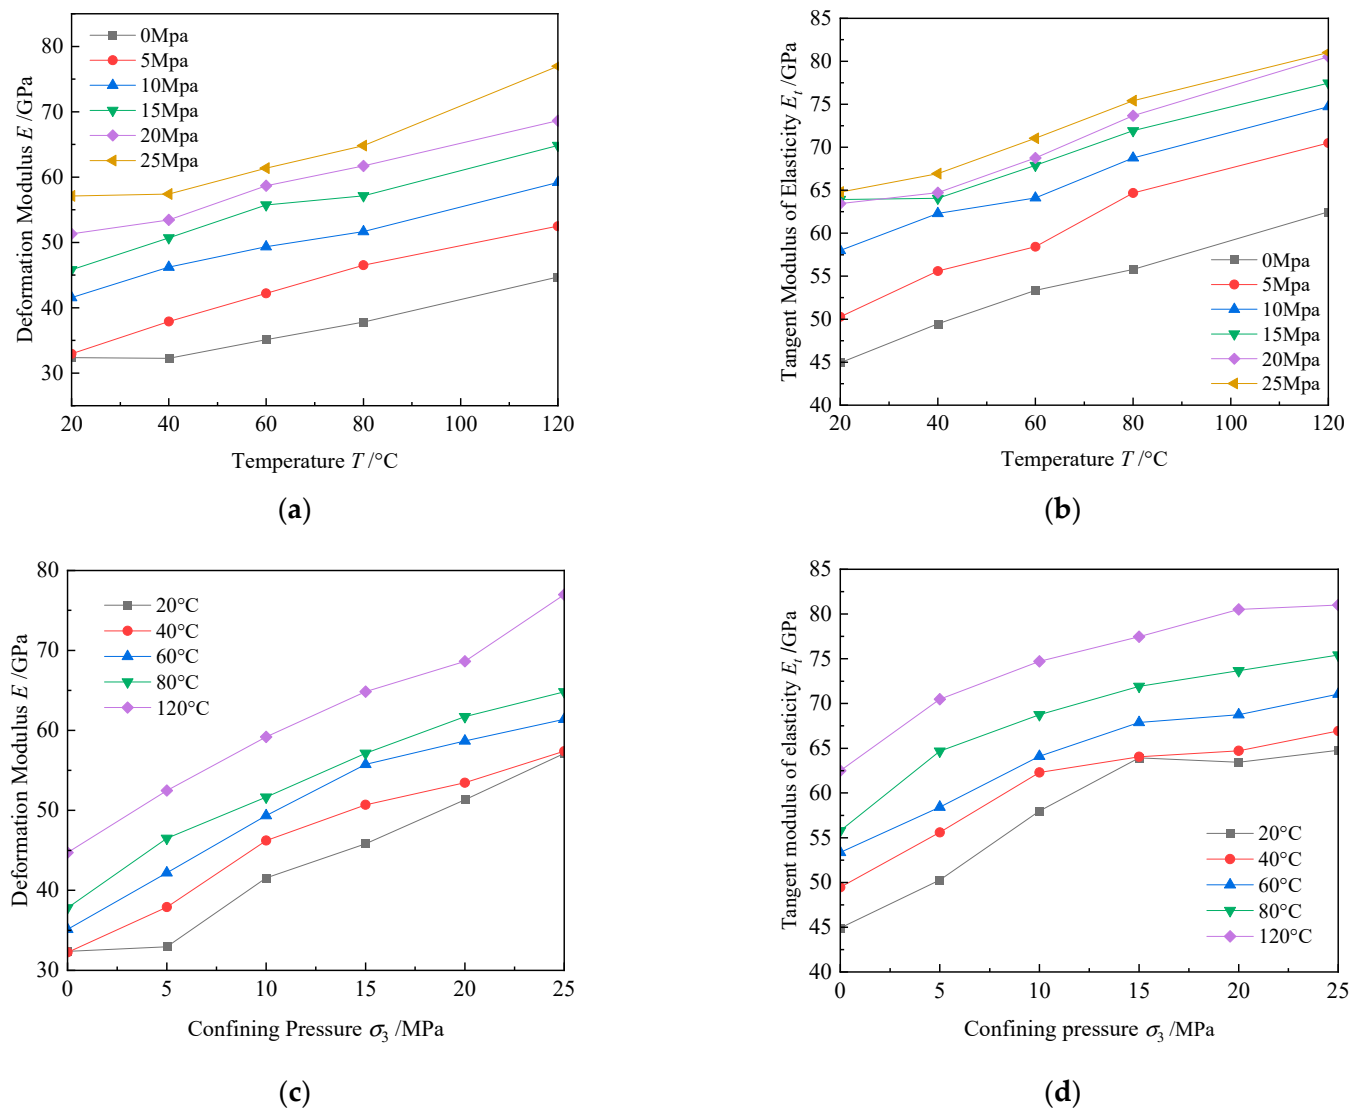 Deformation Modulus E /GPa
80
70
60
50
40
30
0Mpa
5Mpa
10Mpa
15Mpa
20Mpa
25Mpa
20 40 60 80 100 120
Temperature T /°C
(a)
Tangent Modulus of Elasticity Et /GPa
85
80
75
70
65
60
55
50
45
40
0Mpa
5Mpa
10Mpa
15Mpa
20Mpa
25Mpa
20 40 60 80 100 120
Temperature T /°C
(b)
Deformation Modulus E /GPa
80
70
60
50
40
30
20°C
40°C
60°C
80°C
120°C
0 5 10 15 20 25
Confining Pressure σ3 /MPa
(c)
Tangent modulus of elasticity Et /GPa
85
80
75
70
65
60
55
50
45
40
20°C
40°C
60°C
80°C
120°C
0 5 10 15 20 25
Confining pressure σ3 /MPa
(d)